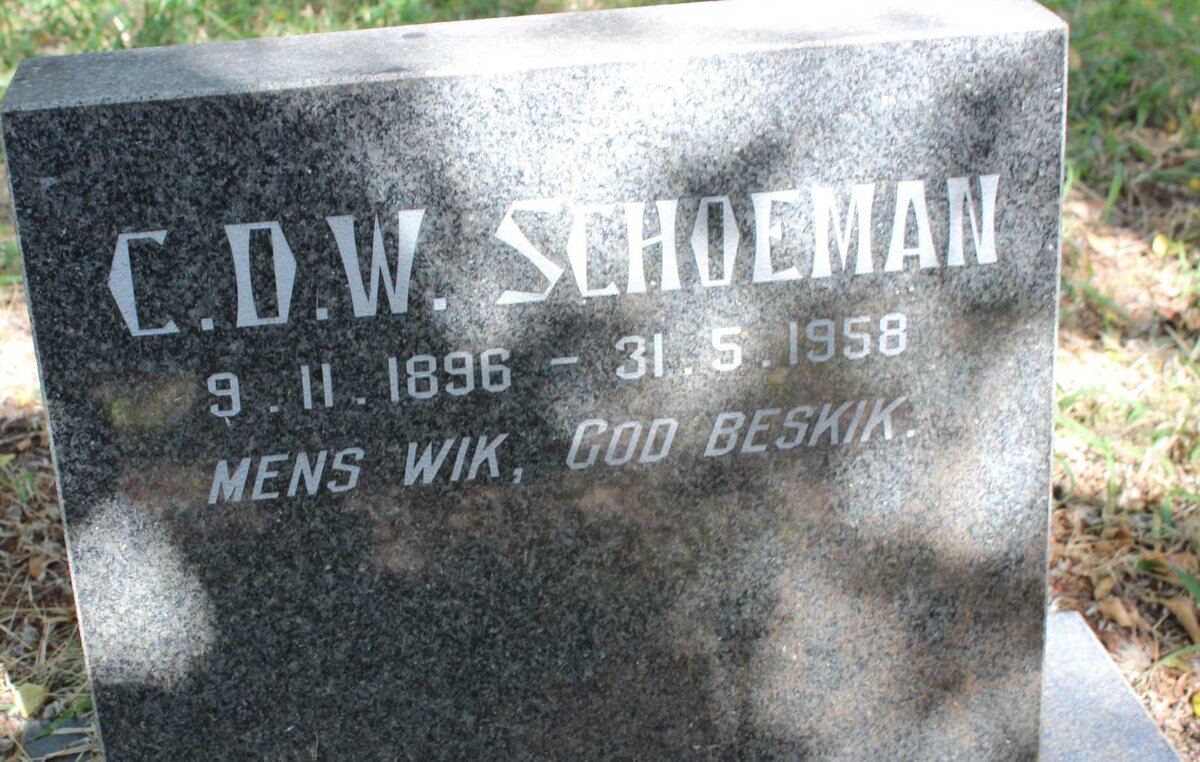 C.D.W. SCHOEMAN
9.11.1896 – 31.5.1958
MENS WIK, GOD BESKIK.